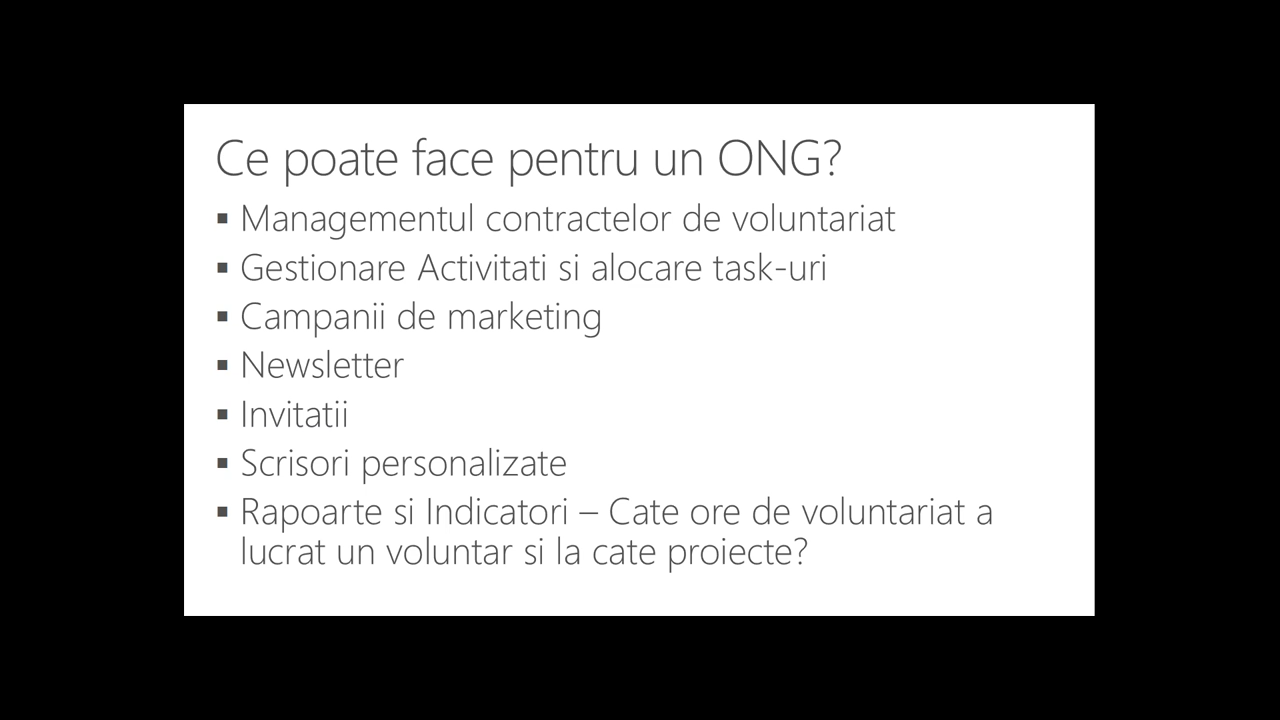 Ce poate face pentru un ONG?
▪ Managementul contractelor de voluntariat
▪ Gestionare Activitati si alocare task-uri
▪ Campanii de marketing
▪ Newsletter
▪ Invitatii
▪ Scrisori personalizate
▪ Rapoarte si Indicatori – Cate ore de voluntariat a
lucrat un voluntar si la cate proiecte?